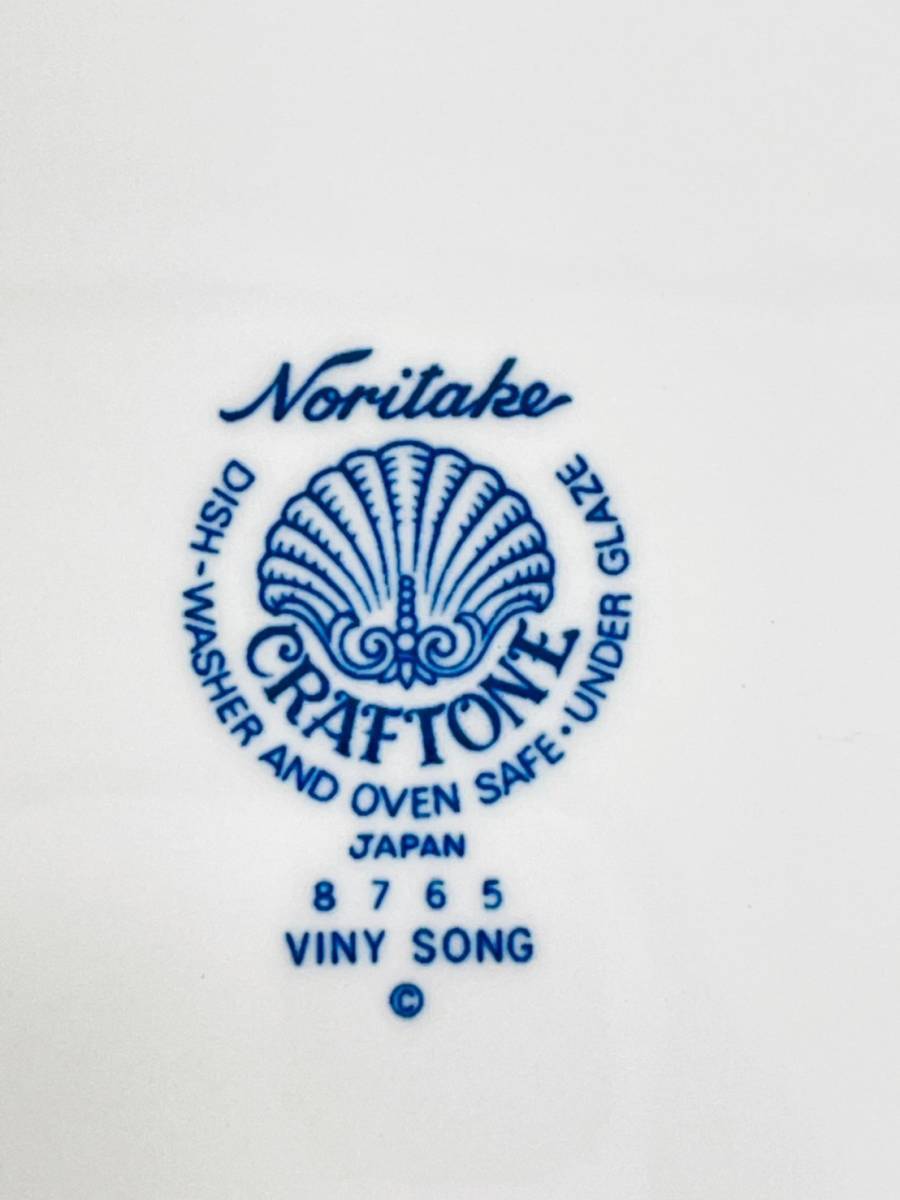 Noritake
CRAFTONE
DISH-WASHER AND OVEN SAFE·UNDER GLAZE
JAPAN
8765
VINY SONG
©